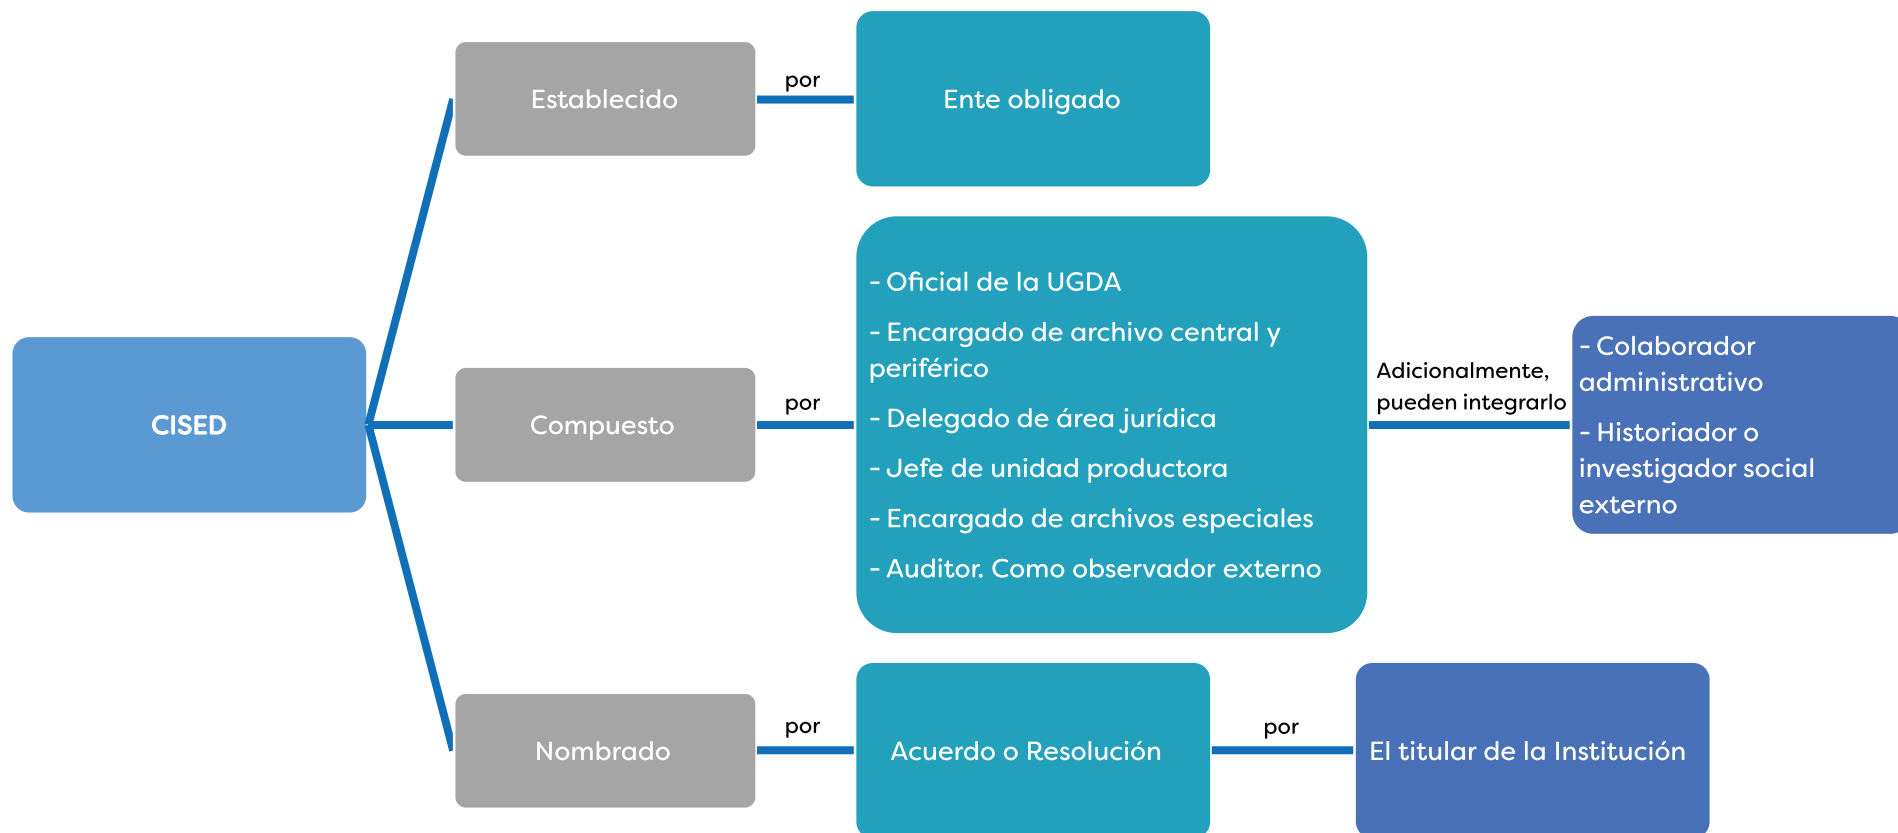 CISED
Establecido
por
Ente obligado
Compuesto
por
- Oficial de la UGDA
- Encargado de archivo central y
periférico
- Delegado de área jurídica
- Jefe de unidad productora
- Encargado de archivos especiales
- Auditor. Como observador externo
Adicionalmente,
pueden integrarlo
- Colaborador
administrativo
- Historiador o
investigador social
externo
Nombrado
por
Acuerdo o Resolución
por
El titular de la Institución